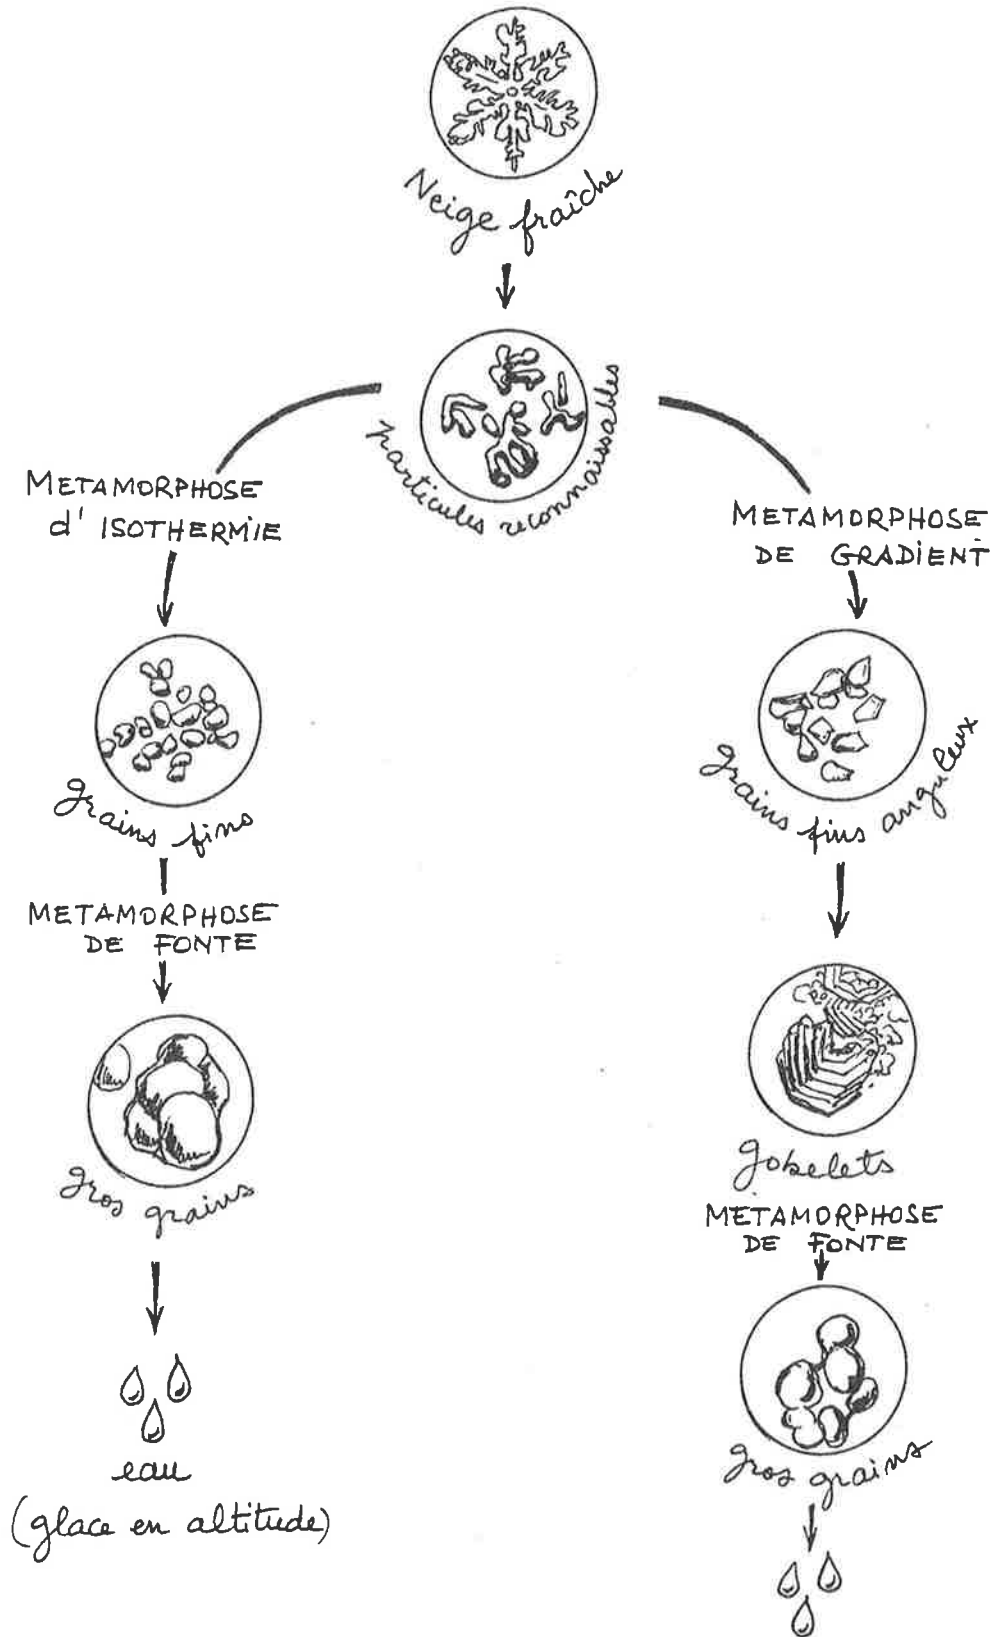 Neige fraîche
particules reconnaissables
METAMORPHOSE
d' ISOTHERMIE
METAMORPHOSE
DE GRADIENT
Grains fins
grains fins anguleux
METAMORPHOSE
DE FONTE
Gros grains
gobelets
METAMORPHOSE
DE FONTE
eau
(glace en altitude)
Gros grains